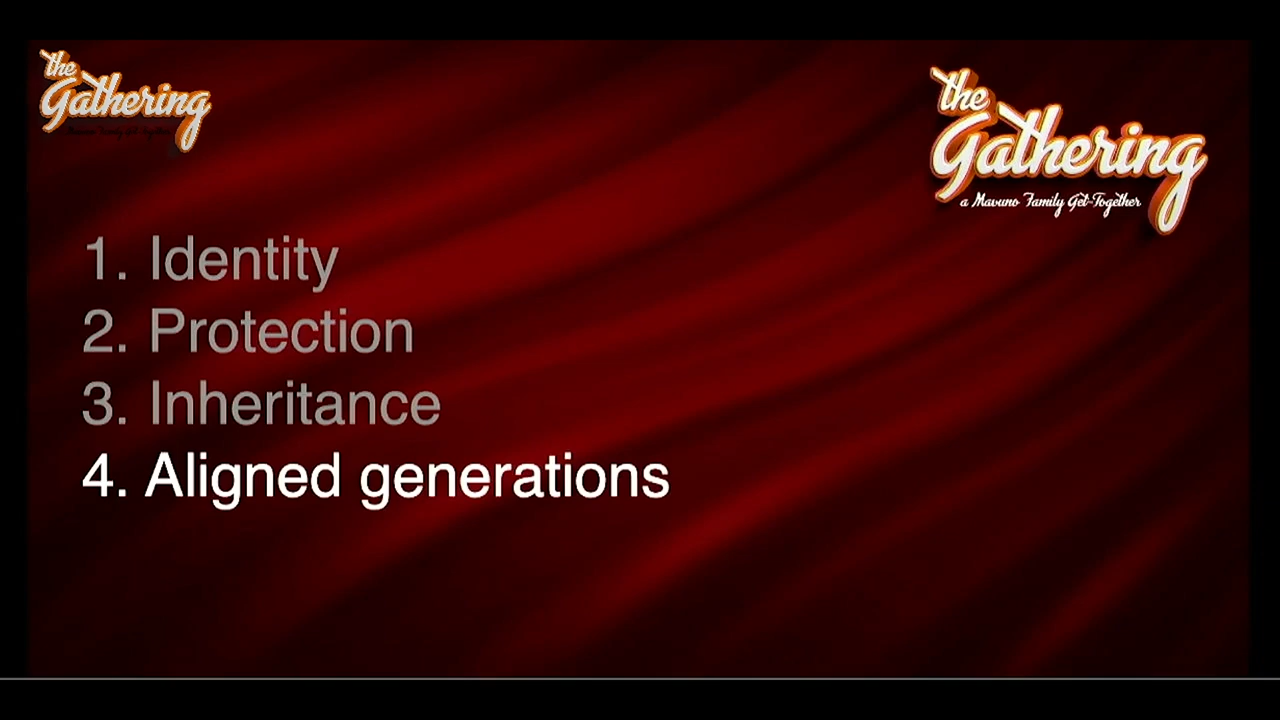 the
Gathering
the
Gathering
a Mavuno Family Get-Together
1. Identity
2. Protection
3. Inheritance
4. Aligned generations